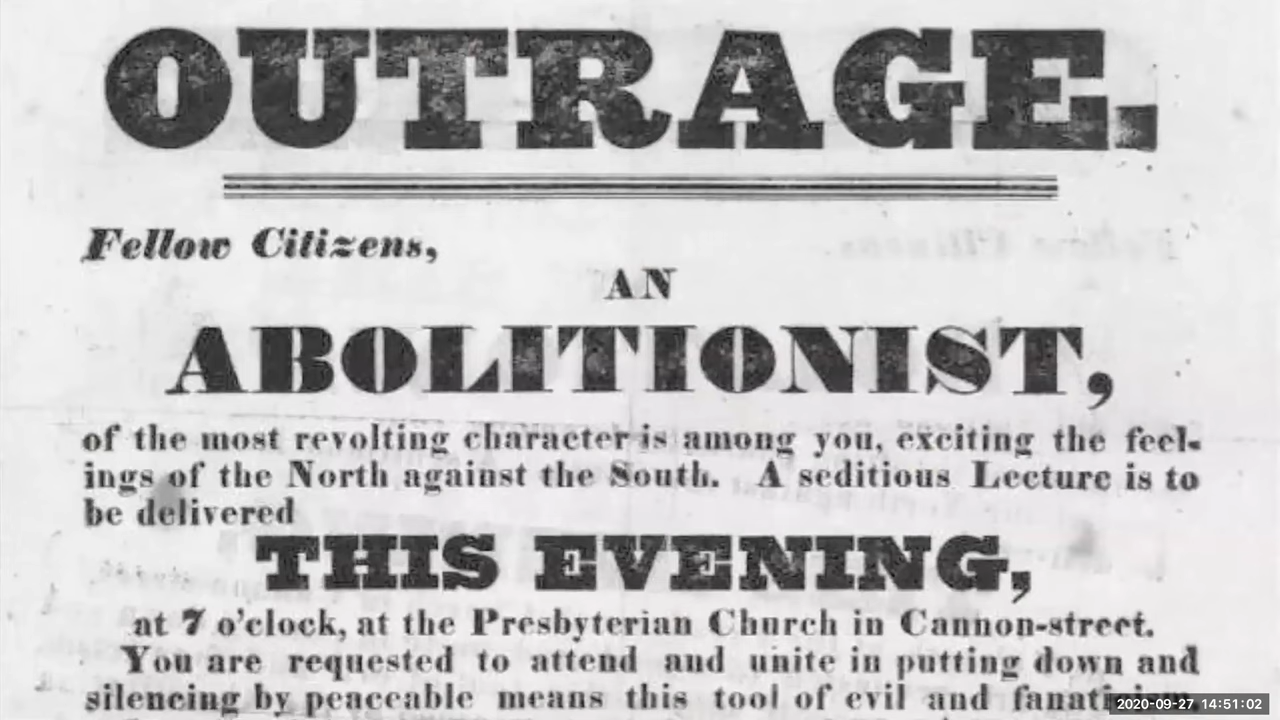 OUTRAGE.
Fellow Citizens,
AN
ABOLITIONIST,
of the most revolting character is among you, exciting the feel-
ings of the North against the South. A seditious Lecture is to
be delivered
THIS EVENING,
at 7 o'clock, at the Presbyterian Church in Cannon-street.
You are requested to attend and unite in putting down and
silencing by peaceable means this tool of evil and fanaticism.
2020-09-27 14:51:02